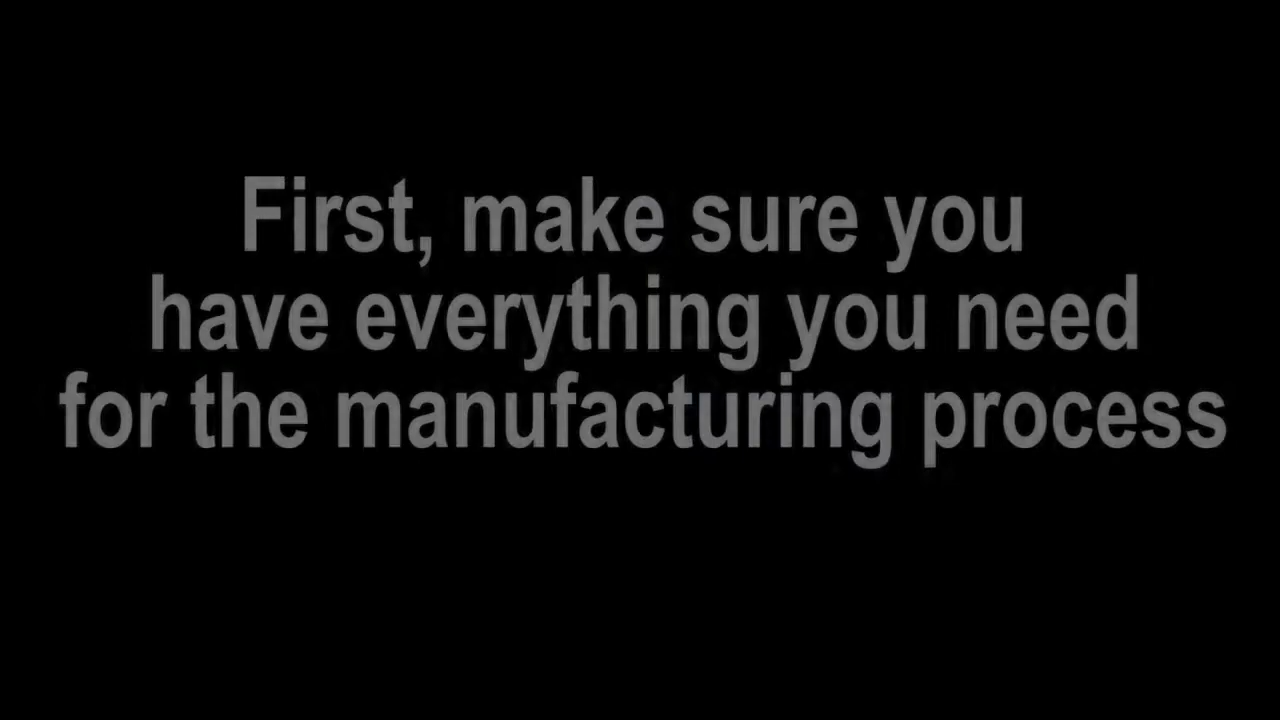 First, make sure you
have everything you need
for the manufacturing process